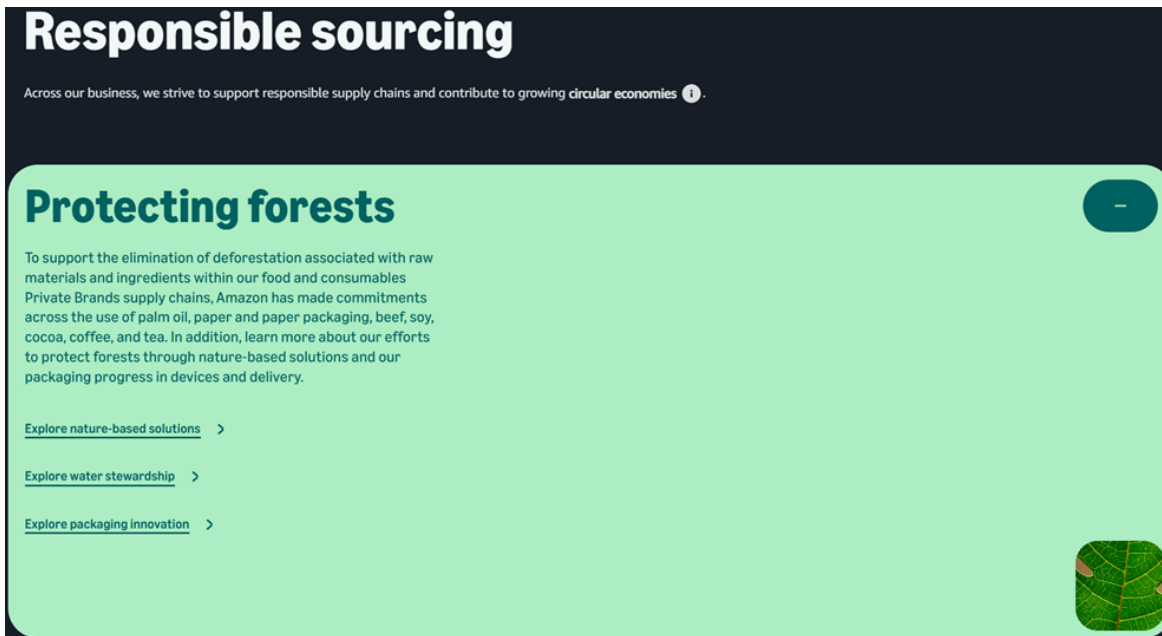 Responsible sourcing
Across our business, we strive to support responsible supply chains and contribute to growing circular economies i.
Protecting forests
To support the elimination of deforestation associated with raw
materials and ingredients within our food and consumables
Private Brands supply chains, Amazon has made commitments
across the use of palm oil, paper and paper packaging, beef, soy,
cocoa, coffee, and tea. In addition, learn more about our efforts
to protect forests through nature-based solutions and our
packaging progress in devices and delivery.
Explore nature-based solutions
Explore water stewardship
Explore packaging innovation